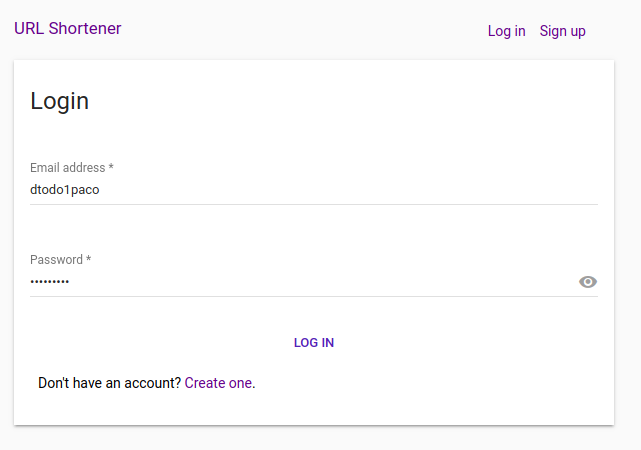 URL Shortener
Log in Sign up
Login
Email address *
dtodo1paco
Password *
•••••••••
LOG IN
Don't have an account? Create one.